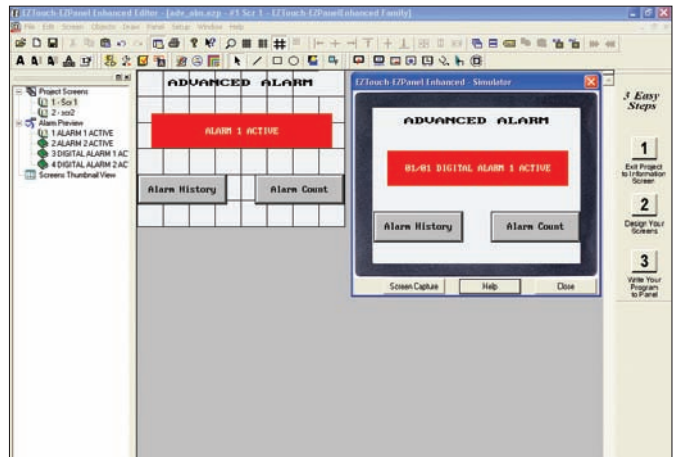 EZTouch-EZPanel Enhanced Editor - [adv_alm.ezp - #1 Scr 1 - EZTouch-EZPanelEnhanced Family]
File Edit Screen Objects Draw Panel Setup Window Help
Project Screens
1 - Scr 1
2 - scr2
Alarm Preview
1 ALARM 1 ACTIVE
2 ALARM 2 ACTIVE
3 DIGITAL ALARM 1 AC
4 DIGITAL ALARM 2 AC
Screens Thumbnail View
ADVANCED ALARM
ALARM 1 ACTIVE
Alarm History
Alarm Count
EZTouch-EZPanel Enhanced - Simulator
ADVANCED ALARM
01/01 DIGITAL ALARM 1 ACTIVE
Alarm History
Alarm Count
Screen Capture
Help
Close
3 Easy
Steps
1
Exit Project
to Information
Screen
2
Design Your
Screens
3
Write Your
Program
to Panel